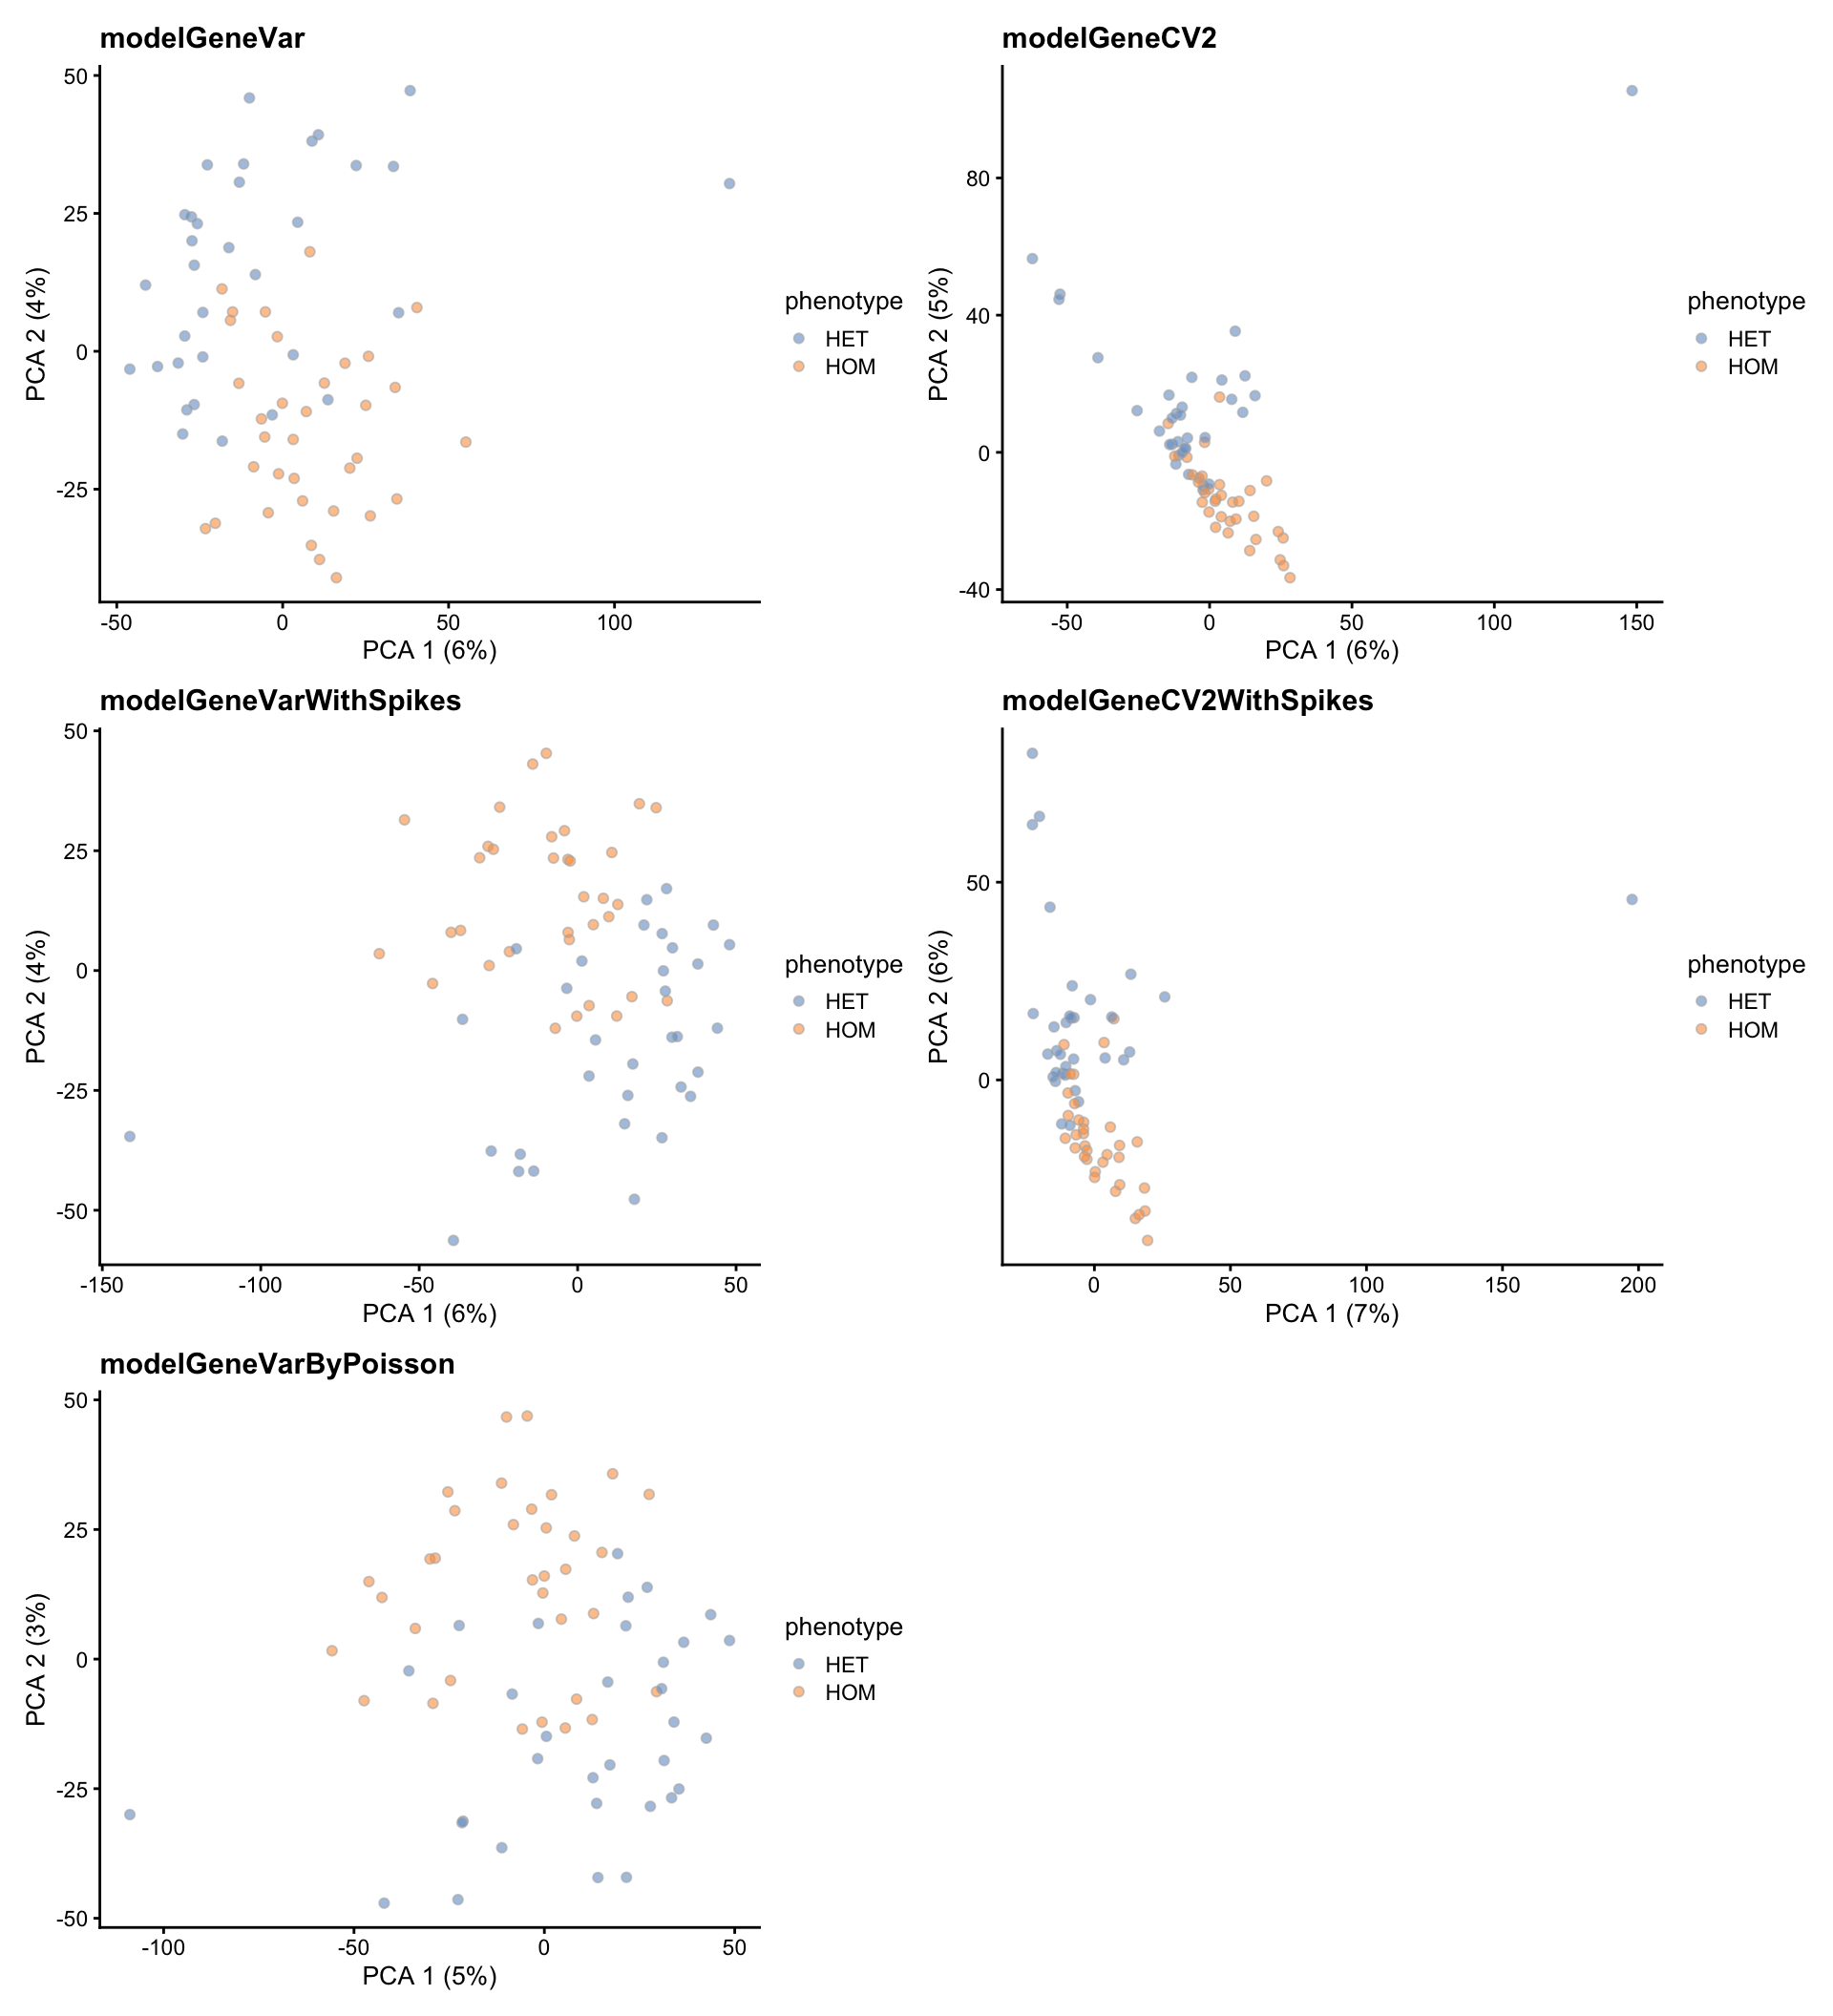 modelGeneVar
50
25
0
-25
PCA 2 (4%)
-50 0 50 100
PCA 1 (6%)
phenotype
HET
HOM
modelGeneCV2
80
40
0
-40
PCA 2 (5%)
-50 0 50 100 150
PCA 1 (6%)
phenotype
HET
HOM
modelGeneVarWithSpikes
50
25
0
-25
-50
PCA 2 (4%)
-150 -100 -50 0 50
PCA 1 (6%)
phenotype
HET
HOM
modelGeneCV2WithSpikes
50
0
PCA 2 (6%)
0 50 100 150 200
PCA 1 (7%)
phenotype
HET
HOM
modelGeneVarByPoisson
50
25
0
-25
-50
PCA 2 (3%)
-100 -50 0 50
PCA 1 (5%)
phenotype
HET
HOM